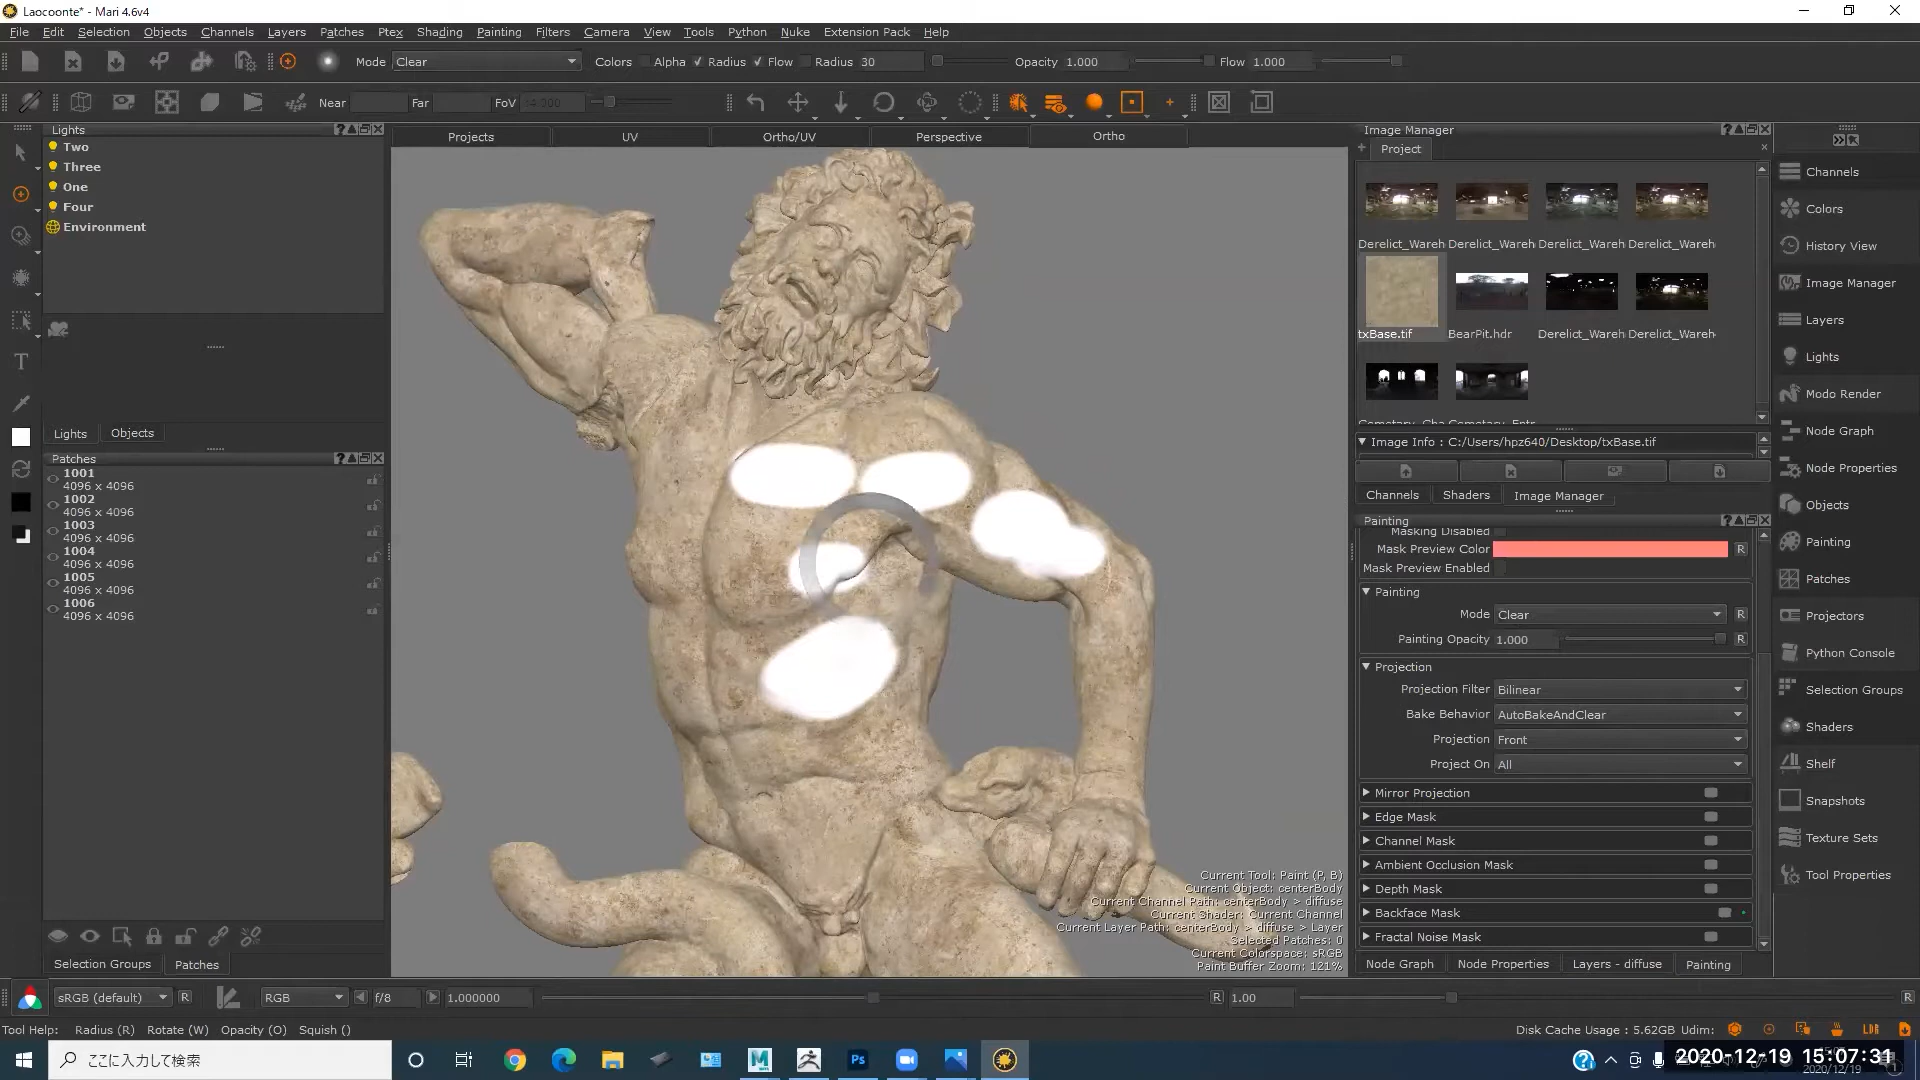 Laocoonte* - Mari 4.6v4
File Edit Selection Objects Channels Layers Patches Ptex Shading Painting Filters Camera View Tools Python Nuke Extension Pack Help
Mode Clear Colors Alpha Radius Flow Radius 30 Opacity 1.000 Flow 1.000
Near Far FoV
Lights
Two
Three
One
Four
Environment
Lights Objects
Patches
1001
4096 x 4096
1002
4096 x 4096
1003
4096 x 4096
1004
4096 x 4096
1005
4096 x 4096
1006
4096 x 4096
Selection Groups Patches
Projects UV Ortho/UV Perspective Ortho
Current Tool: Paint (P, B)
Current Object: centerBody
Current Channel Path: centerBody > diffuse
Current Shader: Current Channel
Current Layer Path: centerBody > diffuse > Layer
Selected Patches: 0
Current Colorspace: sRGB
Paint Buffer Zoom: 121%
Image Manager
Project
Derelict_Wareh Derelict_Wareh Derelict_Wareh Derelict_Wareh
txBase.tif BearPit.hdr Derelict_Wareh Derelict_Wareh
Image Info : C:/Users/hpz640/Desktop/txBase.tif
Channels Shaders Image Manager
Painting
Masking Disabled
Mask Preview Color R
Mask Preview Enabled
Painting
Mode Clear R
Painting Opacity 1.000 R
Projection
Projection Filter Bilinear
Bake Behavior AutoBakeAndClear
Projection Front
Project On All
Mirror Projection
Edge Mask
Channel Mask
Ambient Occlusion Mask
Depth Mask
Backface Mask
Fractal Noise Mask
Node Graph Node Properties Layers - diffuse Painting
Channels
Colors
History View
Image Manager
Layers
Lights
Modo Render
Node Graph
Node Properties
Objects
Painting
Patches
Projectors
Python Console
Selection Groups
Shaders
Shelf
Snapshots
Texture Sets
Tool Properties
sRGB (default) R RGB f/8 1.000000 R 1.00 R
Tool Help: Radius (R) Rotate (W) Opacity (O) Squish () Disk Cache Usage : 5.62GB Udim: LDR
ここに入力して検索
2020-12-19 15:07:31
2020/12/19